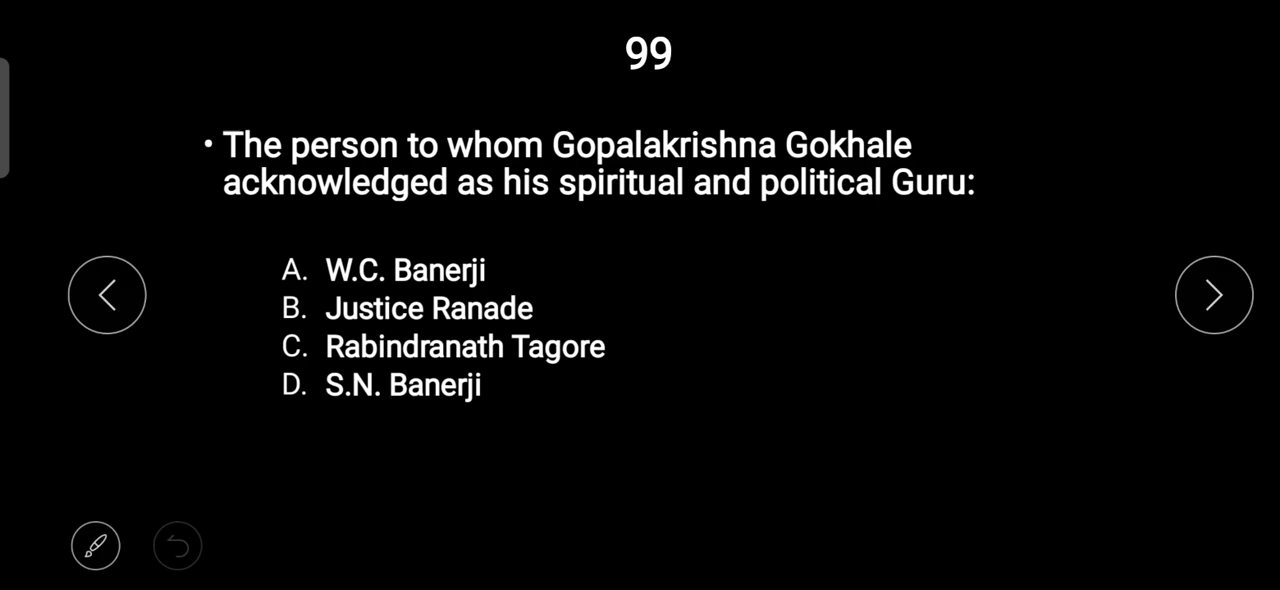 99
• The person to whom Gopalakrishna Gokhale
acknowledged as his spiritual and political Guru:
A. W.C. Banerji
B. Justice Ranade
C. Rabindranath Tagore
D. S.N. Banerji